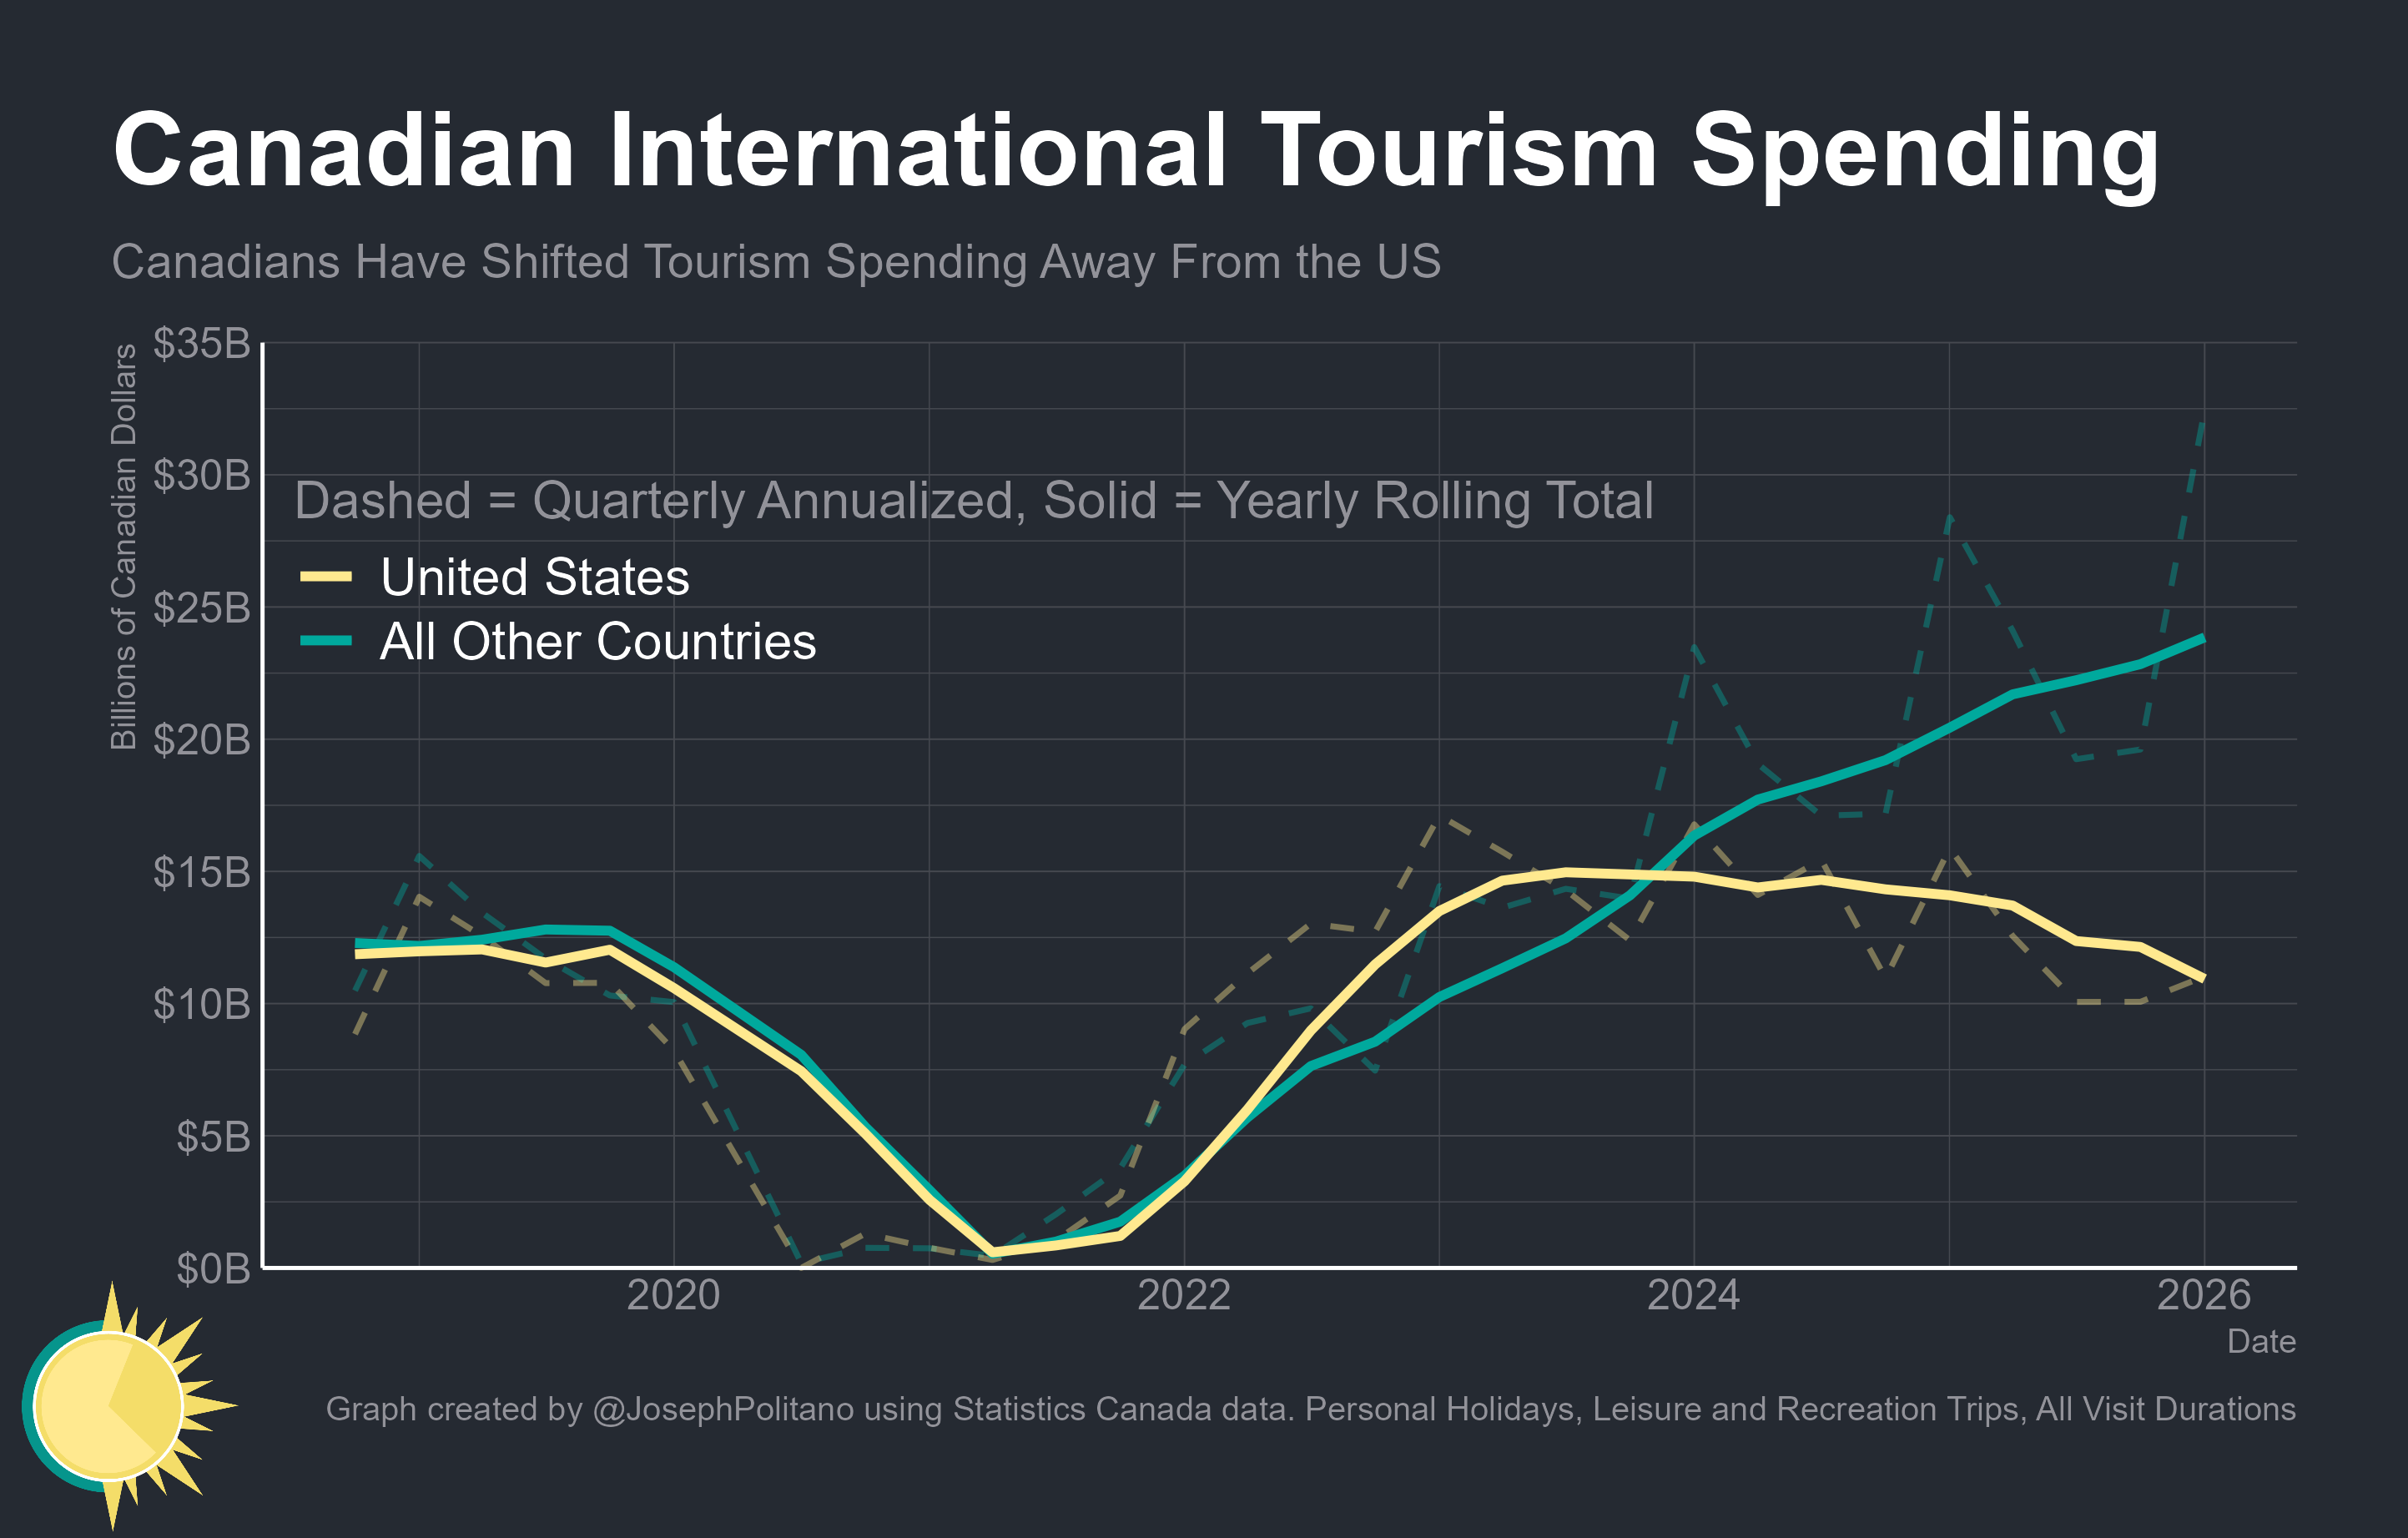 Canadian International Tourism Spending
Canadians Have Shifted Tourism Spending Away From the US
Billions of Canadian Dollars
$35B
$30B
$25B
$20B
$15B
$10B
$5B
$0B
Dashed = Quarterly Annualized, Solid = Yearly Rolling Total
United States
All Other Countries
2020 2022 2024 2026
Date
Graph created by @JosephPolitano using Statistics Canada data. Personal Holidays, Leisure and Recreation Trips, All Visit Durations